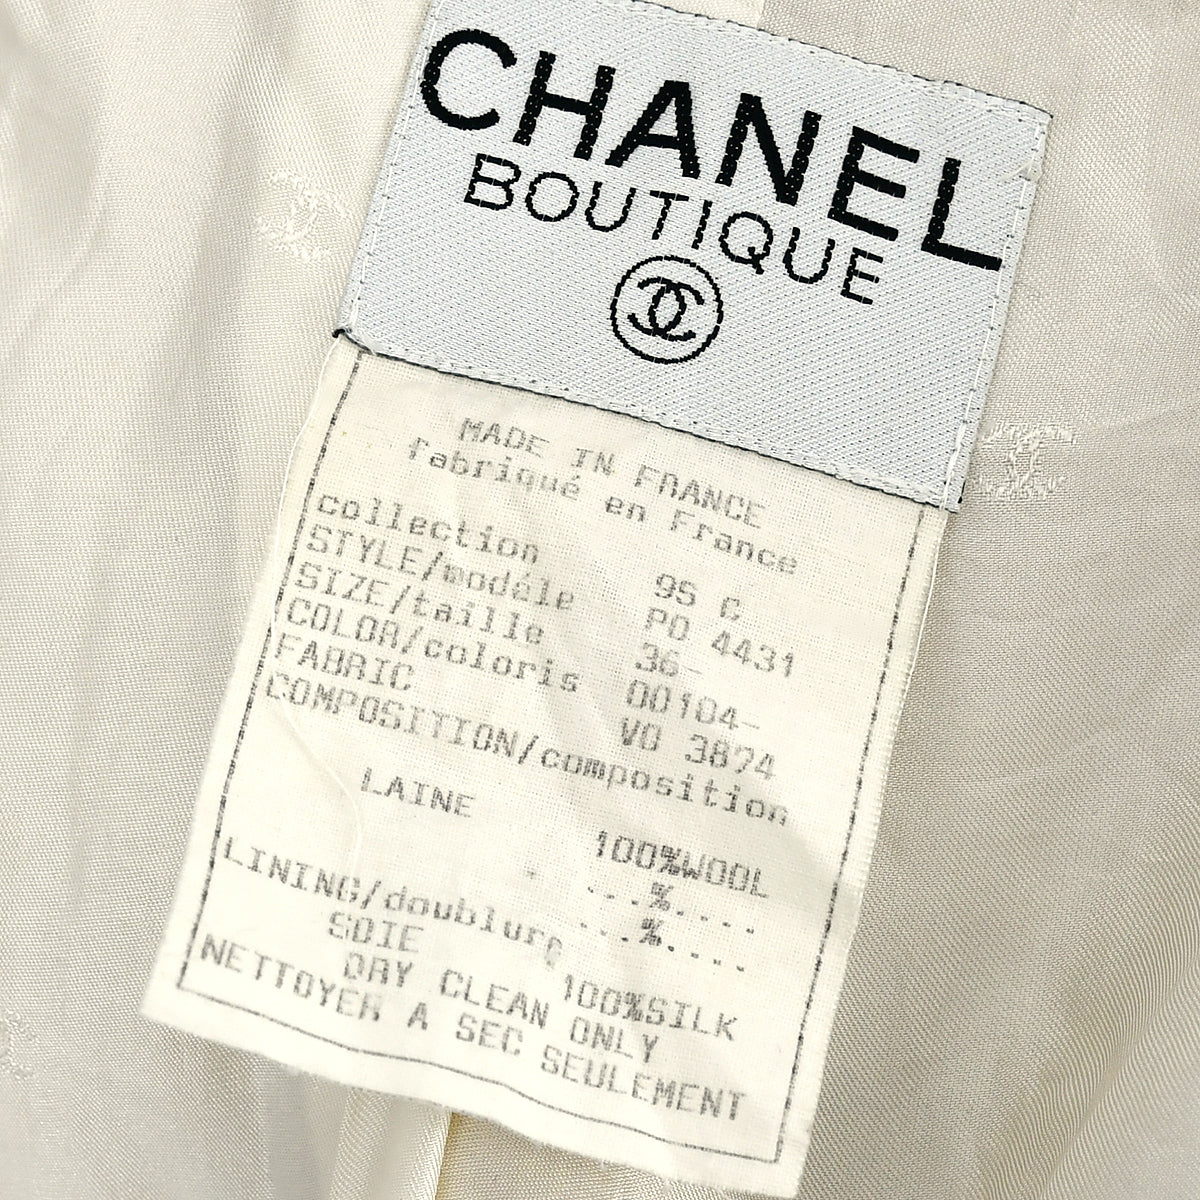 CHANEL
BOUTIQUE
MADE IN FRANCE
fabriqué en France
collection 95 C
STYLE/modéle PO 4431
SIZE/taille 36-
COLOR/coloris 00104-
FABRIC VO 3874
COMPOSITION/composition
LAINE 100%WOOL
...%....
...%....
LINING/doublure
SOIE 100%SILK
DRY CLEAN ONLY
NETTOYER A SEC SEULEMENT